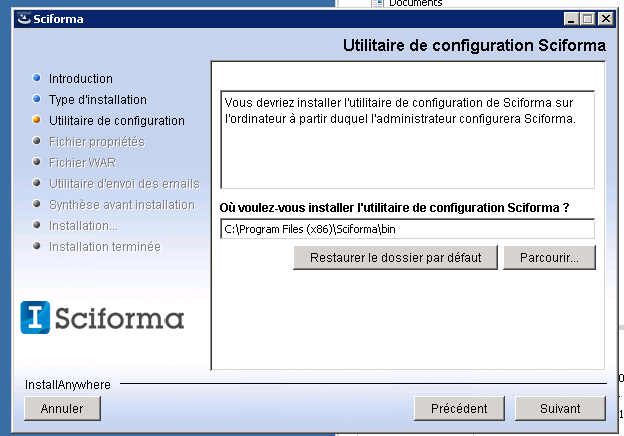 Documents
Sciforma
Utilitaire de configuration Sciforma
Introduction
Type d'installation
Utilitaire de configuration
Fichier propriétés
Fichier WAR
Utilitaire d'envoi des emails
Synthèse avant installation
Installation...
Installation terminée
Vous devriez installer l'utilitaire de configuration de Sciforma sur
l'ordinateur à partir duquel l'administrateur configurera Sciforma.
Où voulez-vous installer l'utilitaire de configuration Sciforma ?
C:\Program Files (x86)\Sciforma\bin
Restaurer le dossier par défaut
Parcourir...
I Sciforma
InstallAnywhere
Annuler
Précédent
Suivant
0
1